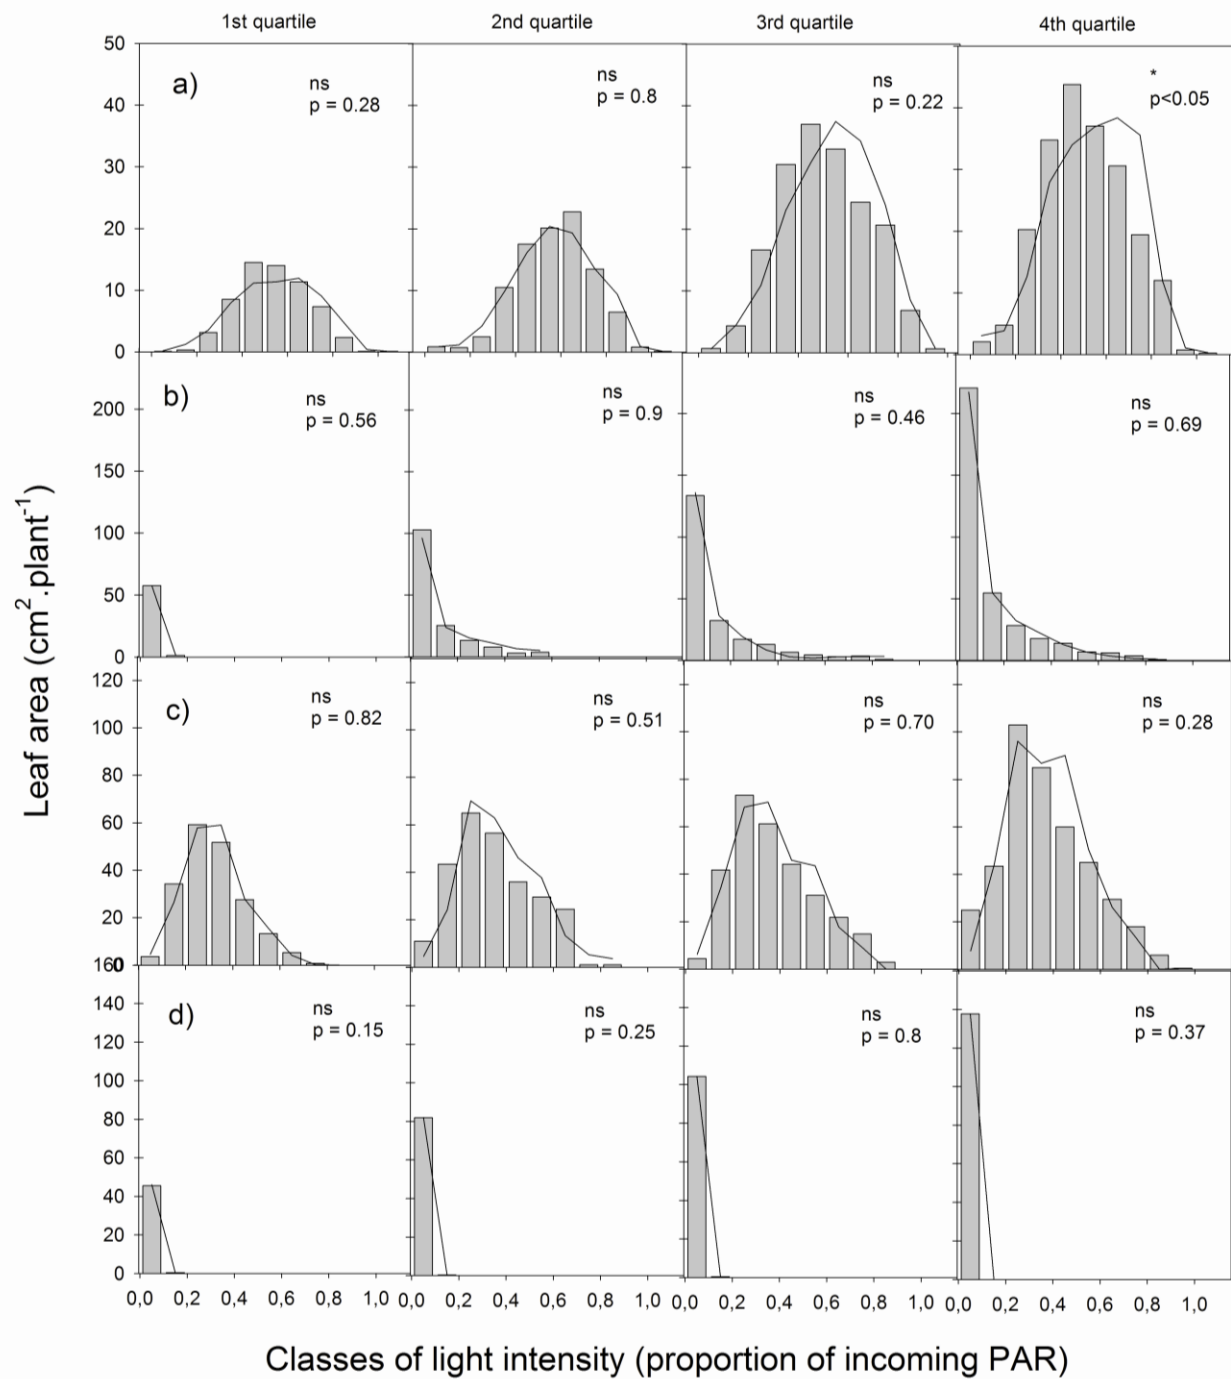 1st quartile 2nd quartile 3rd quartile 4th quartile
50
40
30
20
10
0
a)
ns
p = 0.28
ns
p = 0.8
ns
p = 0.22
*
p<0.05
200
150
100
50
0
b)
ns
p = 0.56
ns
p = 0.9
ns
p = 0.46
ns
p = 0.69
Leaf area (cm².plant⁻¹)
120
100
80
60
40
20
0
c)
ns
p = 0.82
ns
p = 0.51
ns
p = 0.70
ns
p = 0.28
160
140
120
100
80
60
40
20
0
d)
ns
p = 0.15
ns
p = 0.25
ns
p = 0.8
ns
p = 0.37
0,0 0,2 0,4 0,6 0,8 1,0 0,0 0,2 0,4 0,6 0,8 1,0 0,0 0,2 0,4 0,6 0,8 1,0 0,0 0,2 0,4 0,6 0,8 1,0
Classes of light intensity (proportion of incoming PAR)